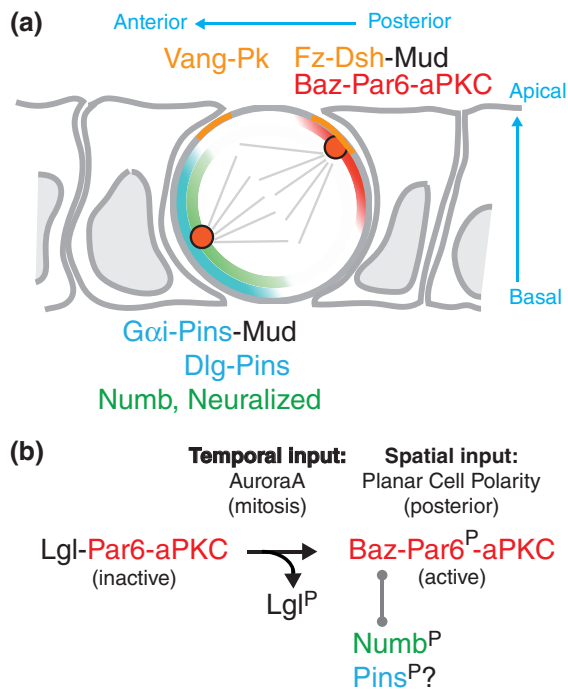 (a)
Anterior Posterior
Vang-Pk Fz-Dsh-Mud
Baz-Par6-aPKC
Apical
Basal
Gαi-Pins-Mud
Dlg-Pins
Numb, Neuralized
(b)
Temporal input: Spatial input:
AuroraA Planar Cell Polarity
(mitosis) (posterior)
Lgl-Par6-aPKC Baz-Par6ᴾ-aPKC
(inactive) (active)
Lglᴾ
Numbᴾ
Pinsᴾ?